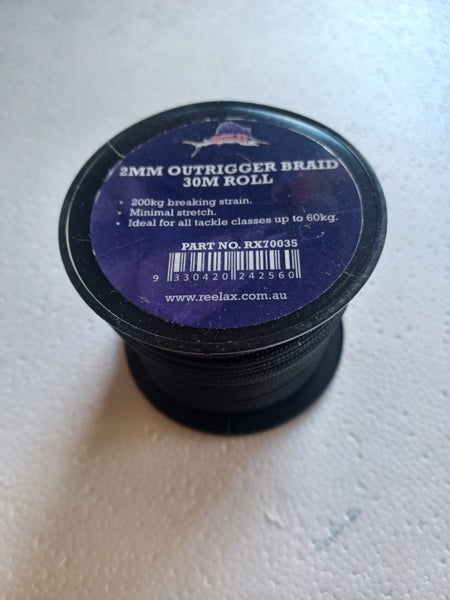 2MM OUTRIGGER BRAID
30M ROLL
• 200kg breaking strain.
• Minimal stretch.
• Ideal for all tackle classes up to 60kg.
PART NO. RX70035
9 330420 242560
www.reelax.com.au